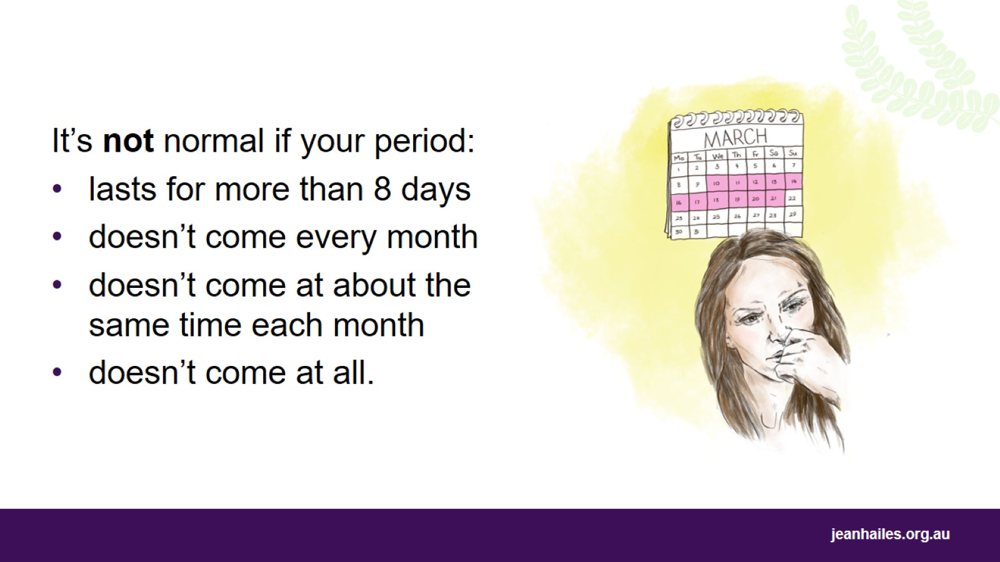 It’s not normal if your period:
• lasts for more than 8 days
• doesn’t come every month
• doesn’t come at about the
same time each month
• doesn’t come at all.
MARCH
Mo Tu We Th Fr Sa Su
1 2 3 4 5 6 7
8 9 10 11 12 13 14
16 17 18 19 20 21 22
23 24 25 26 27 28 29
30 31
jeanhailes.org.au